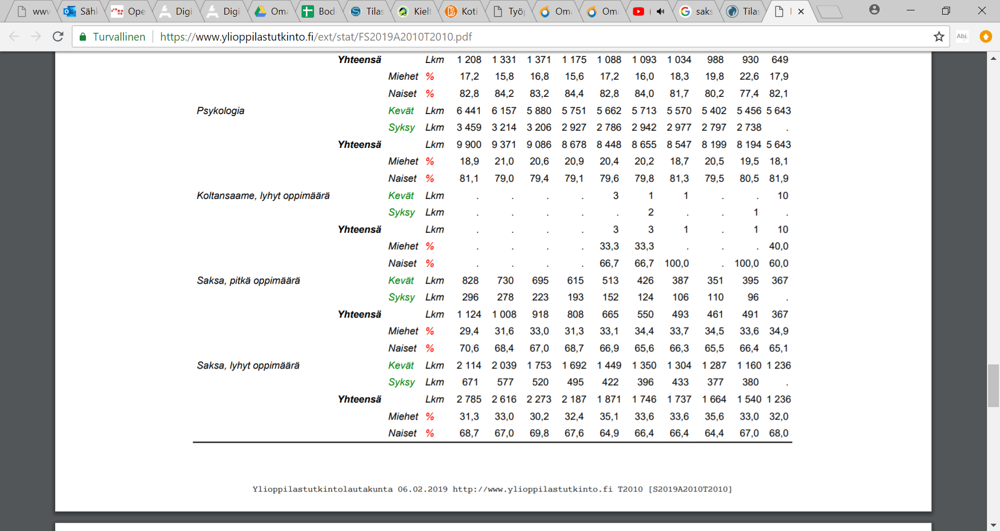 www Sähk Ope Digi Digi Oma Bod Tilas Kielt Koti Työp Oma Oma saks Tilas
Turvallinen https://www.ylioppilastutkinto.fi/ext/stat/FS2019A2010T2010.pdf Abi
Yhteensä Lkm 1 208 1 331 1 371 1 175 1 088 1 093 1 034 988 930 649
Miehet % 17,2 15,8 16,8 15,6 17,2 16,0 18,3 19,8 22,6 17,9
Naiset % 82,8 84,2 83,2 84,4 82,8 84,0 81,7 80,2 77,4 82,1
Psykologia Kevät Lkm 6 441 6 157 5 880 5 751 5 662 5 713 5 570 5 402 5 456 5 643
Syksy Lkm 3 459 3 214 3 206 2 927 2 786 2 942 2 977 2 797 2 738 .
Yhteensä Lkm 9 900 9 371 9 086 8 678 8 448 8 655 8 547 8 199 8 194 5 643
Miehet % 18,9 21,0 20,6 20,9 20,4 20,2 18,7 20,5 19,5 18,1
Naiset % 81,1 79,0 79,4 79,1 79,6 79,8 81,3 79,5 80,5 81,9
Koltansaame, lyhyt oppimäärä Kevät Lkm . . . . 3 1 1 . . 10
Syksy Lkm . . . . . 2 . . 1 .
Yhteensä Lkm . . . . 3 3 1 . 1 10
Miehet % . . . . 33,3 33,3 . . . 40,0
Naiset % . . . . 66,7 66,7 100,0 . 100,0 60,0
Saksa, pitkä oppimäärä Kevät Lkm 828 730 695 615 513 426 387 351 395 367
Syksy Lkm 296 278 223 193 152 124 106 110 96 .
Yhteensä Lkm 1 124 1 008 918 808 665 550 493 461 491 367
Miehet % 29,4 31,6 33,0 31,3 33,1 34,4 33,7 34,5 33,6 34,9
Naiset % 70,6 68,4 67,0 68,7 66,9 65,6 66,3 65,5 66,4 65,1
Saksa, lyhyt oppimäärä Kevät Lkm 2 114 2 039 1 753 1 692 1 449 1 350 1 304 1 287 1 160 1 236
Syksy Lkm 671 577 520 495 422 396 433 377 380 .
Yhteensä Lkm 2 785 2 616 2 273 2 187 1 871 1 746 1 737 1 664 1 540 1 236
Miehet % 31,3 33,0 30,2 32,4 35,1 33,6 33,6 35,6 33,0 32,0
Naiset % 68,7 67,0 69,8 67,6 64,9 66,4 66,4 64,4 67,0 68,0
Ylioppilastutkintolautakunta 06.02.2019 http://www.ylioppilastutkinto.fi T2010 [S2019A2010T2010]